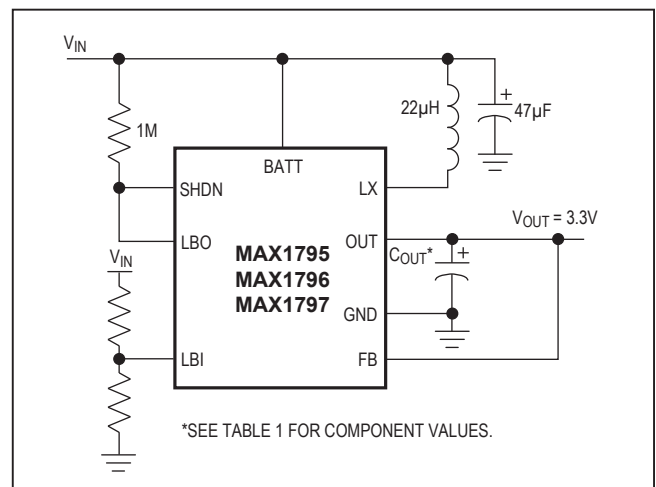 VIN
22µH
+
47µF
1M
BATT
SHDN
LX
LBO
OUT
VOUT = 3.3V
COUT*
+
VIN
MAX1795
MAX1796
MAX1797
GND
LBI
FB
*SEE TABLE 1 FOR COMPONENT VALUES.